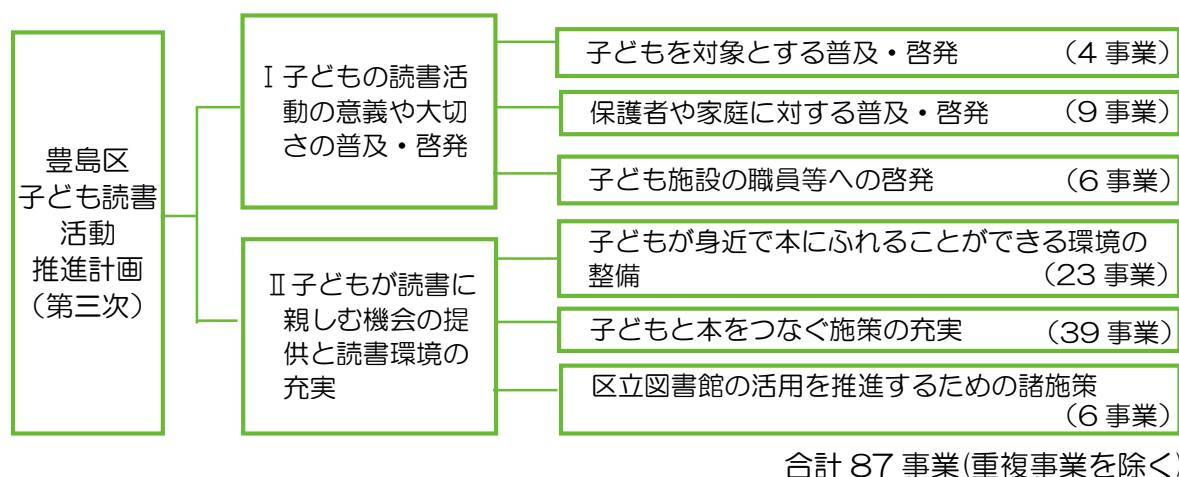 豊島区
子ども読書
活動
推進計画
（第三次）
Ⅰ子どもの読書活
動の意義や大切
さの普及・啓発
子どもを対象とする普及・啓発 （4 事業）
保護者や家庭に対する普及・啓発 （9 事業）
子ども施設の職員等への啓発 （6 事業）
Ⅱ子どもが読書に
親しむ機会の提
供と読書環境の
充実
子どもが身近で本にふれることができる環境の
整備 （23 事業）
子どもと本をつなぐ施策の充実 （39 事業）
区立図書館の活用を推進するための諸施策
（6 事業）
合計 87 事業(重複事業を除く)